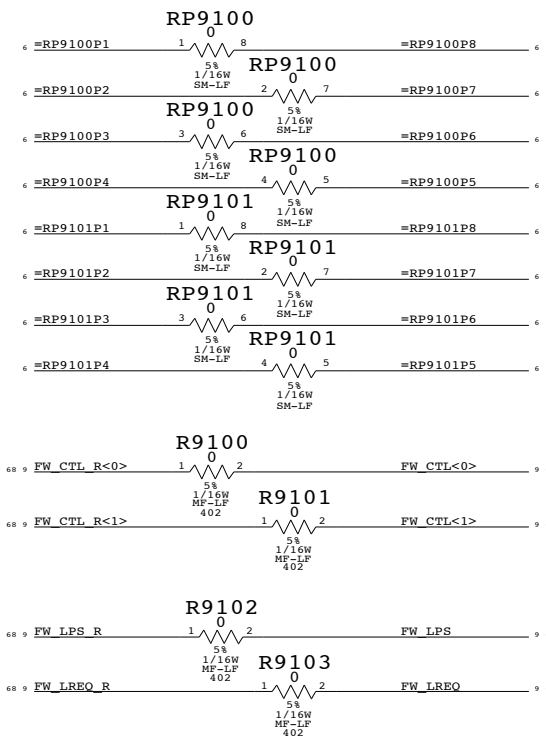 RP9100
0
6 =RP9100P1 1 8 =RP9100P8 6
5%
1/16W
SM-LF
RP9100
0
6 =RP9100P2 2 7 =RP9100P7 6
5%
1/16W
SM-LF
RP9100
0
6 =RP9100P3 3 6 =RP9100P6 6
5%
1/16W
SM-LF
RP9100
0
6 =RP9100P4 4 5 =RP9100P5 6
5%
1/16W
SM-LF
RP9101
0
6 =RP9101P1 1 8 =RP9101P8 6
5%
1/16W
SM-LF
RP9101
0
6 =RP9101P2 2 7 =RP9101P7 6
5%
1/16W
SM-LF
RP9101
0
6 =RP9101P3 3 6 =RP9101P6 6
5%
1/16W
SM-LF
RP9101
0
6 =RP9101P4 4 5 =RP9101P5 6
5%
1/16W
SM-LF
R9100
0
68 9 FW_CTL_R<0> 1 2 FW_CTL<0> 9
5%
1/16W
MF-LF
402
R9101
0
68 9 FW_CTL_R<1> 1 2 FW_CTL<1> 9
5%
1/16W
MF-LF
402
R9102
0
68 9 FW_LPS_R 1 2 FW_LPS 9
5%
1/16W
MF-LF
402
R9103
0
68 9 FW_LREQ_R 1 2 FW_LREQ 9
5%
1/16W
MF-LF
402